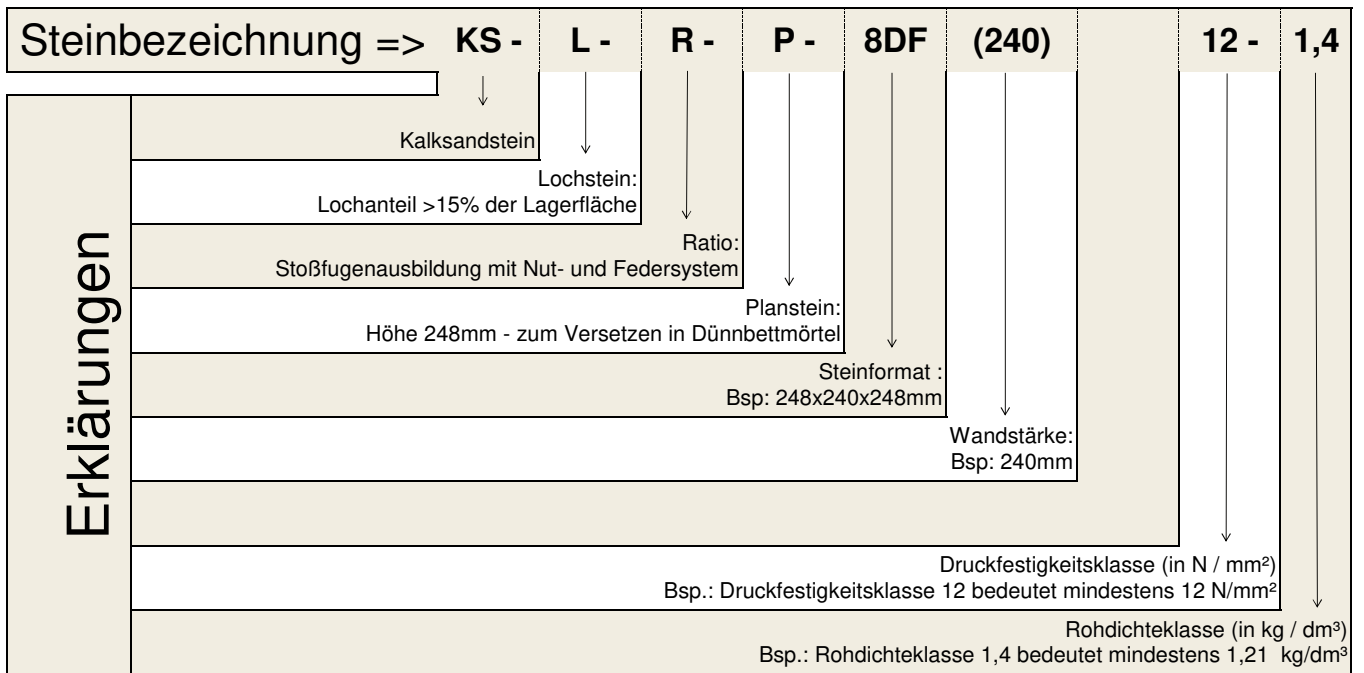 Steinbezeichnung => KS - L - R - P - 8DF (240) 12 - 1,4
Erklärungen
Kalksandstein
Lochstein:
Lochanteil >15% der Lagerfläche
Ratio:
Stoßfugenausbildung mit Nut- und Federsystem
Planstein:
Höhe 248mm - zum Versetzen in Dünnbettmörtel
Steinformat :
Bsp: 248x240x248mm
Wandstärke:
Bsp: 240mm
Druckfestigkeitsklasse (in N / mm²)
Bsp.: Druckfestigkeitsklasse 12 bedeutet mindestens 12 N/mm²
Rohdichteklasse (in kg / dm³)
Bsp.: Rohdichteklasse 1,4 bedeutet mindestens 1,21 kg/dm³